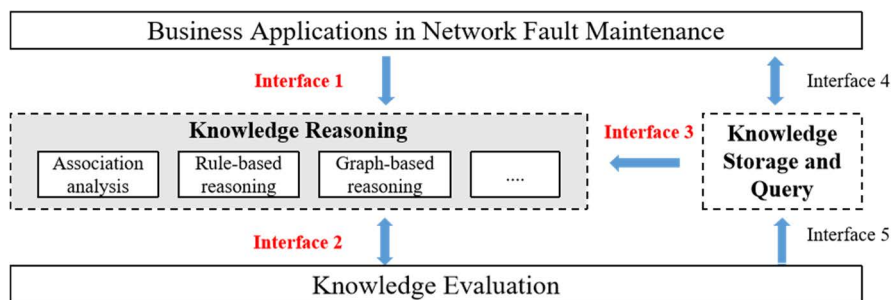 Business Applications in Network Fault Maintenance
Interface 1
Interface 4
Knowledge Reasoning
Association
analysis
Rule-based
reasoning
Graph-based
reasoning
....
Interface 3
Knowledge
Storage and
Query
Interface 2
Interface 5
Knowledge Evaluation